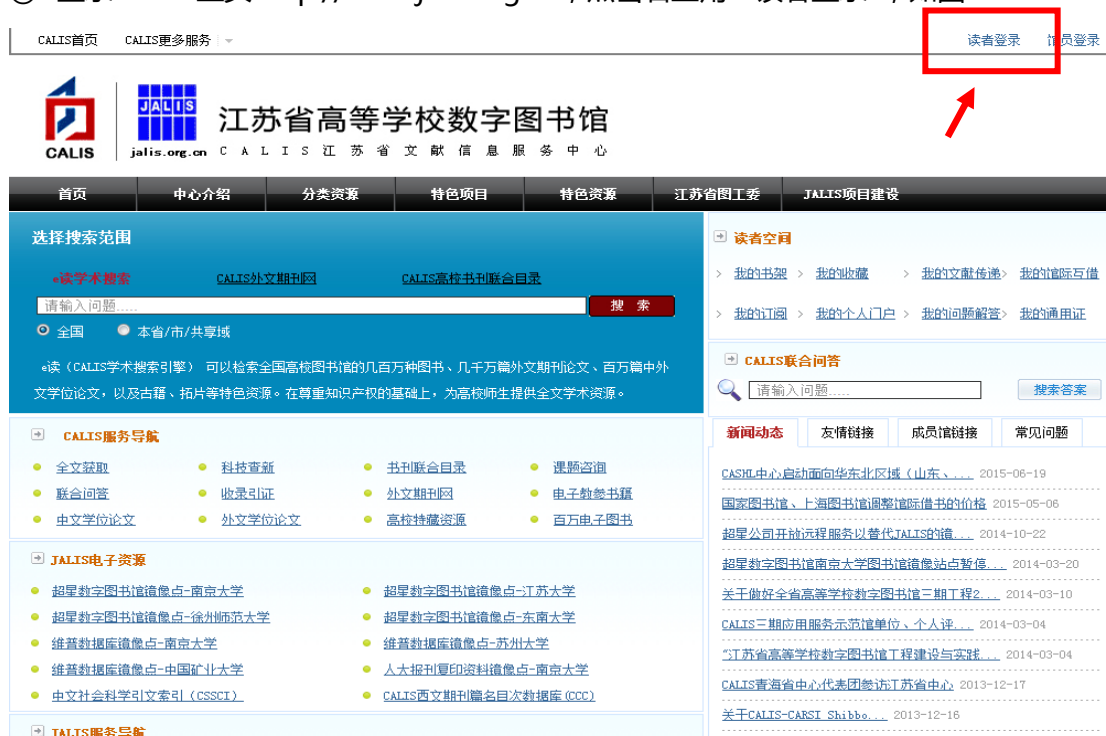 CALIS首页 CALIS更多服务 读者登录 馆员登录
CALIS
JALIS
jalis.org.cn
江苏省高等学校数字图书馆
CALIS江苏省文献信息服务中心
首页 中心介绍 分类资源 特色项目 特色资源 江苏省图工委 JALIS项目建设
选择搜索范围
e读学术搜索 CALIS外文期刊网 CALIS高校书刊联合目录
请输入问题..... 搜 索
全国 本省/市/共享域
e读（CALIS学术搜索引擎） 可以检索全国高校图书馆的几百万种图书、几千万篇外文期刊论文、百万篇中外
文学位论文，以及古籍、拓片等特色资源。在尊重知识产权的基础上，为高校师生提供全文学术资源。
读者空间
> 我的书架 > 我的收藏 > 我的文献传递 > 我的馆际互借
> 我的订阅 > 我的个人门户 > 我的问题解答 > 我的通用证
CALIS联合问答
请输入问题..... 搜索答案
CALIS服务导航
全文获取 科技查新 书刊联合目录 课题咨询
联合问答 收录引证 外文期刊网 电子教参书籍
中文学位论文 外文学位论文 高校特藏资源 百万电子图书
JALIS电子资源
超星数字图书馆镜像点-南京大学 超星数字图书馆镜像点-江苏大学
超星数字图书馆镜像点-徐州师范大学 超星数字图书馆镜像点-东南大学
维普数据库镜像点-南京大学 维普数据库镜像点-苏州大学
维普数据库镜像点-中国矿业大学 人大报刊复印资料镜像点-南京大学
中文社会科学引文索引（CSSCI） CALIS西文期刊篇名目次数据库(CCC)
JALIS服务导航
新闻动态 友情链接 成员馆链接 常见问题
CASHL中心启动面向华东北区域（山东、... 2015-06-19
国家图书馆、上海图书馆调整馆际借书的价格 2015-05-06
超星公司开放远程服务以替代JALIS的镜... 2014-10-22
超星数字图书馆南京大学图书馆镜像站点暂停... 2014-03-20
关于做好全省高等学校数字图书馆三期工程2... 2014-03-10
CALIS三期应用服务示范馆单位、个人评... 2014-03-04
“江苏省高等学校数字图书馆工程建设与实践... 2014-03-04
CALIS青海省中心代表团参访江苏省中心 2013-12-17
关于CALIS-CARSI Shibbo... 2013-12-16